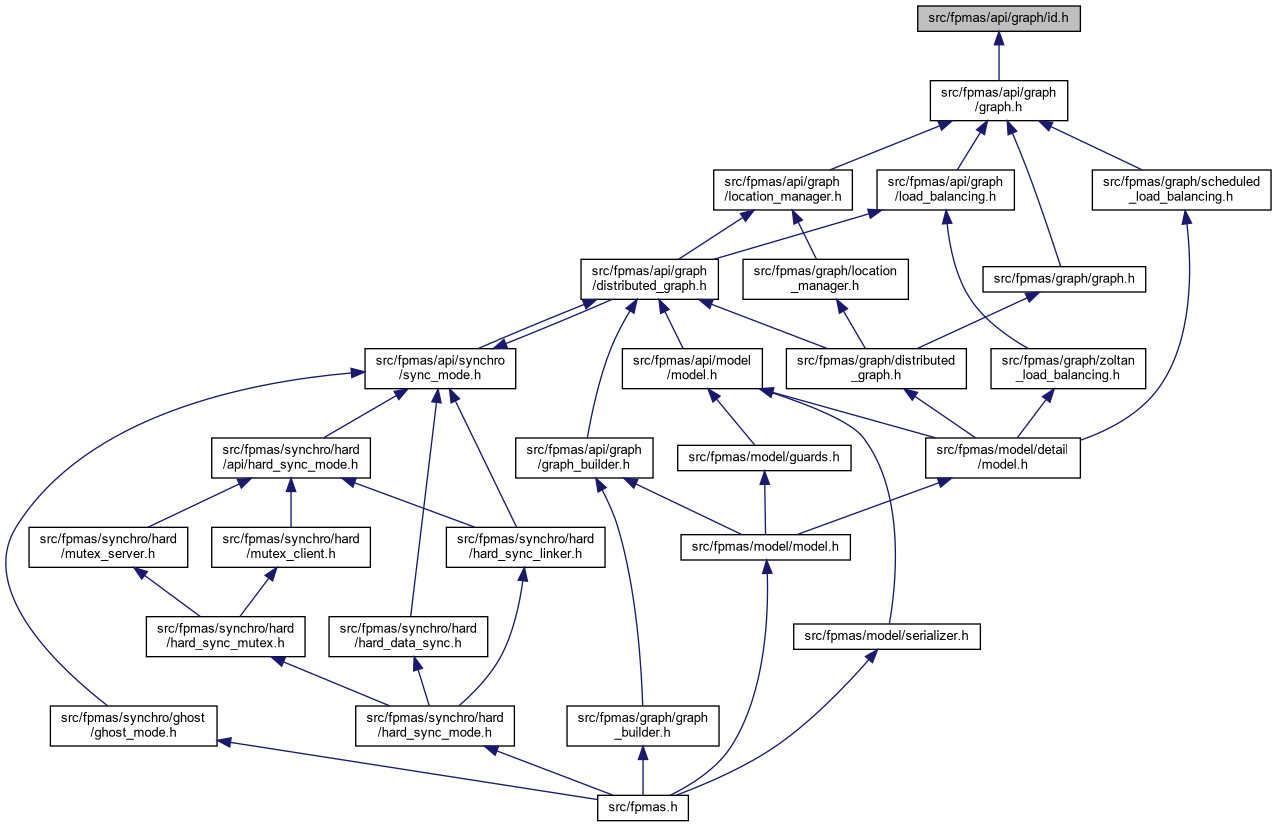 src/fpmas/api/graph/id.h
src/fpmas/api/graph
/graph.h
src/fpmas/api/graph
/location_manager.h
src/fpmas/api/graph
/load_balancing.h
src/fpmas/graph/scheduled
_load_balancing.h
src/fpmas/api/graph
/distributed_graph.h
src/fpmas/graph/location
_manager.h
src/fpmas/graph/graph.h
src/fpmas/api/synchro
/sync_mode.h
src/fpmas/api/model
/model.h
src/fpmas/graph/distributed
_graph.h
src/fpmas/graph/zoltan
_load_balancing.h
src/fpmas/synchro/hard
/api/hard_sync_mode.h
src/fpmas/api/graph
/graph_builder.h
src/fpmas/model/guards.h
src/fpmas/model/detail
/model.h
src/fpmas/synchro/hard
/mutex_server.h
src/fpmas/synchro/hard
/mutex_client.h
src/fpmas/synchro/hard
/hard_sync_linker.h
src/fpmas/model/model.h
src/fpmas/synchro/hard
/hard_sync_mutex.h
src/fpmas/synchro/hard
/hard_data_sync.h
src/fpmas/model/serializer.h
src/fpmas/synchro/ghost
/ghost_mode.h
src/fpmas/synchro/hard
/hard_sync_mode.h
src/fpmas/graph/graph
_builder.h
src/fpmas.h